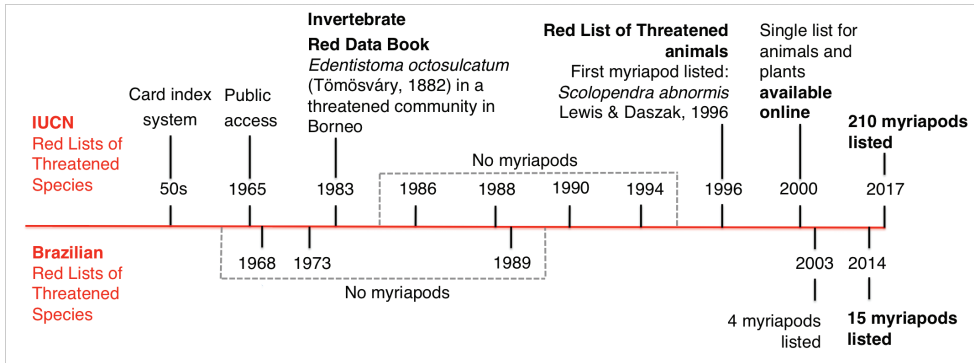 IUCN
Red Lists of
Threatened
Species
Card index
system
50s
Public
access
1965
Invertebrate
Red Data Book
Edentistoma octosulcatum
(Tömösváry, 1882) in a
threatened community in
Borneo
1983
No myriapods
1986
1988
1990
1994
Red List of Threatened
animals
First myriapod listed:
Scolopendra abnormis
Lewis & Daszak, 1996
1996
Single list for
animals and
plants
available
online
2000
210 myriapods
listed
2017
Brazilian
Red Lists of
Threatened
Species
1968
1973
1989
No myriapods
2003
4 myriapods
listed
2014
15 myriapods
listed